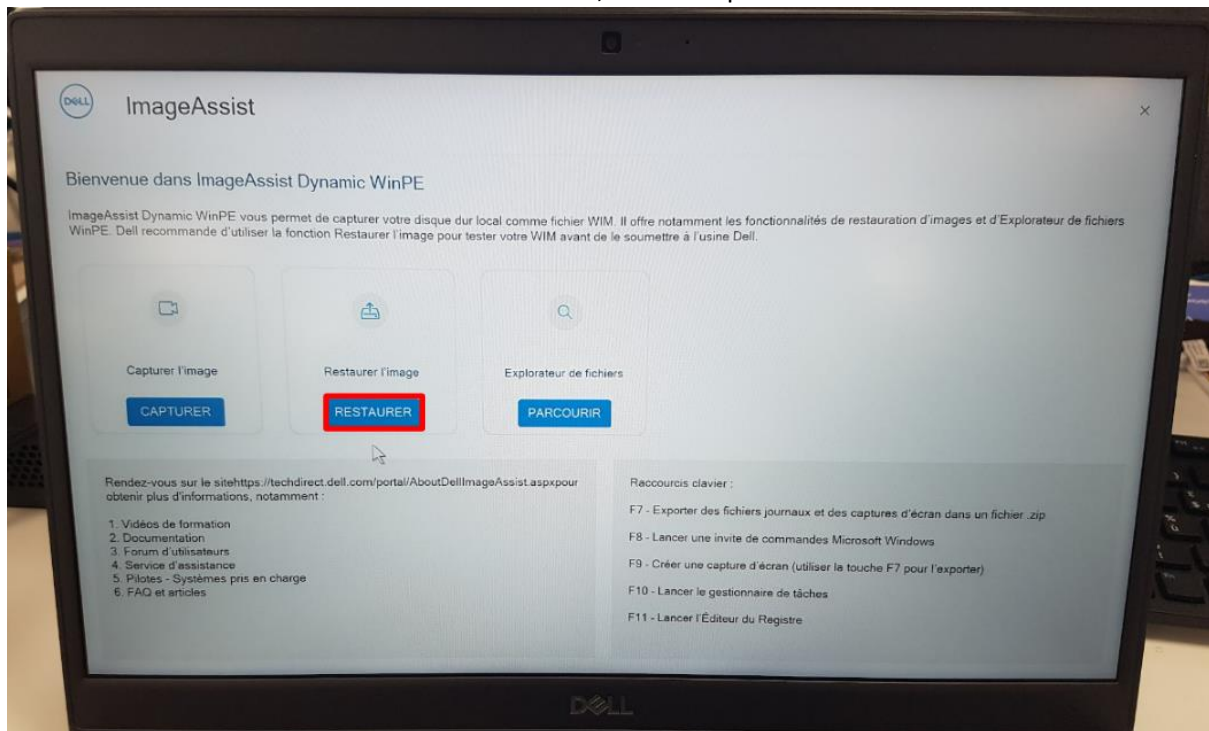 DELL
ImageAssist
×
Bienvenue dans ImageAssist Dynamic WinPE
ImageAssist Dynamic WinPE vous permet de capturer votre disque dur local comme fichier WIM. Il offre notamment les fonctionnalités de restauration d'images et d'Explorateur de fichiers
WinPE. Dell recommande d'utiliser la fonction Restaurer l'image pour tester votre WIM avant de le soumettre à l'usine Dell.
Capturer l'image
Restaurer l'image
Explorateur de fichiers
CAPTURER
RESTAURER
PARCOURIR
Rendez-vous sur le sitehttps://techdirect.dell.com/portal/AboutDellImageAssist.aspxpour
obtenir plus d'informations, notamment :
1. Vidéos de formation
2. Documentation
3. Forum d'utilisateurs
4. Service d'assistance
5. Pilotes - Systèmes pris en charge
6. FAQ et articles
Raccourcis clavier :
F7 - Exporter des fichiers journaux et des captures d'écran dans un fichier .zip
F8 - Lancer une invite de commandes Microsoft Windows
F9 - Créer une capture d'écran (utiliser la touche F7 pour l'exporter)
F10 - Lancer le gestionnaire de tâches
F11 - Lancer l'Éditeur du Registre
DELL